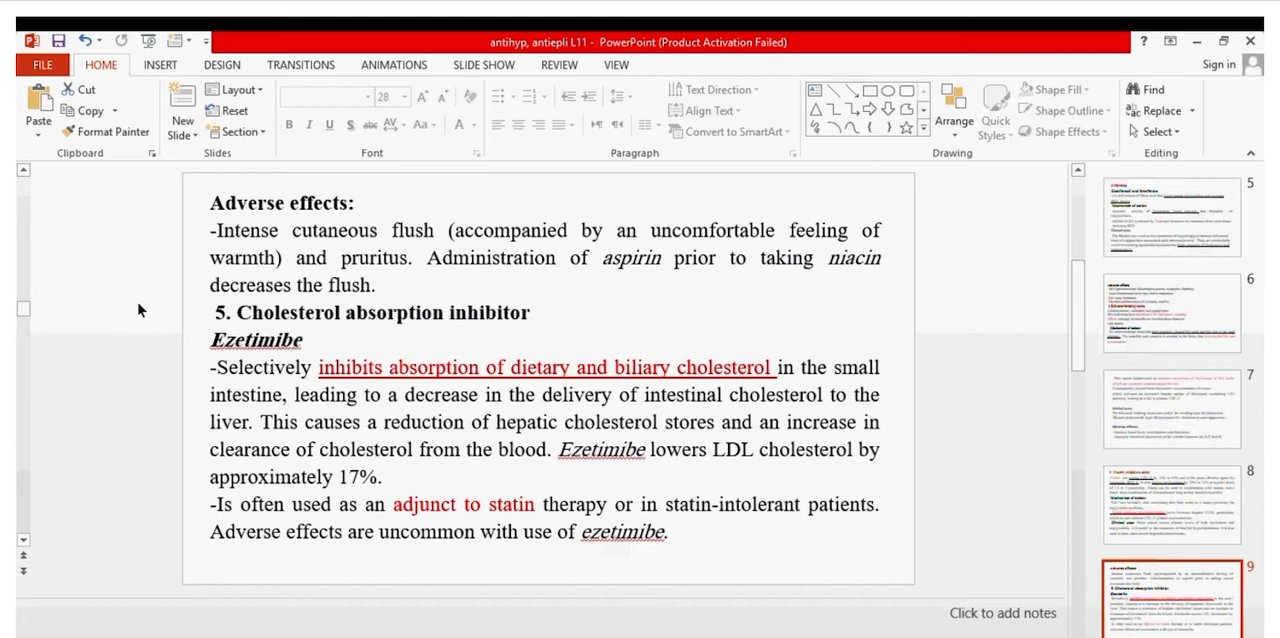 antihyp, antiepli L11 - PowerPoint (Product Activation Failed)
FILE HOME INSERT DESIGN TRANSITIONS ANIMATIONS SLIDE SHOW REVIEW VIEW Sign in
Paste
Cut
Copy
Format Painter
Clipboard
New Slide
Layout
Reset
Section
Slides
28
Font
Text Direction
Align Text
Convert to SmartArt
Paragraph
Arrange
Quick Styles
Shape Fill
Shape Outline
Shape Effects
Drawing
Find
Replace
Select
Editing
Adverse effects:
-Intense cutaneous flush (accompanied by an uncomfortable feeling of
warmth) and pruritus. Administration of aspirin prior to taking niacin
decreases the flush.
5. Cholesterol absorption inhibitor
Ezetimibe
-Selectively inhibits absorption of dietary and biliary cholesterol in the small
intestine, leading to a decrease in the delivery of intestinal cholesterol to the
liver. This causes a reduction of hepatic cholesterol stores and an increase in
clearance of cholesterol from the blood. Ezetimibe lowers LDL cholesterol by
approximately 17%.
-Is often used as an adjunct to statin therapy or in statin-intolerant patients.
Adverse effects are uncommon with use of ezetimibe.
Click to add notes
5
6
7
8
9